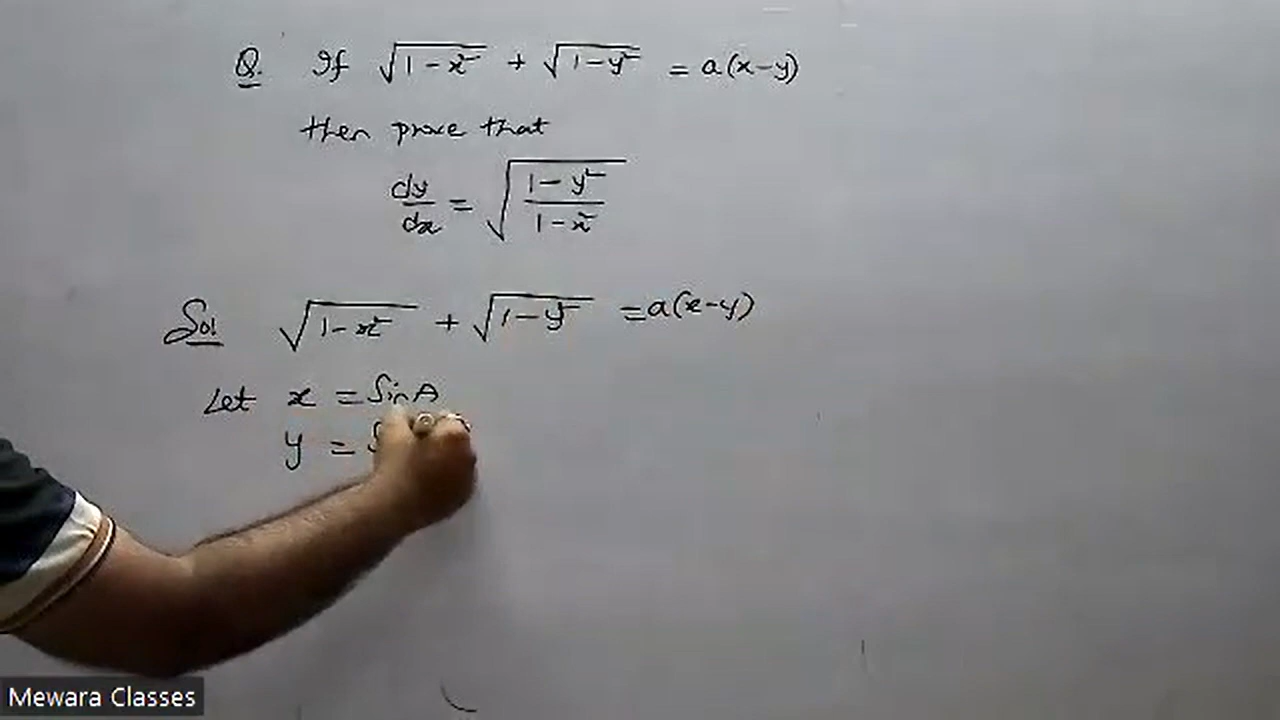 Q. If √(1-x²) + √(1-y²) = a(x-y)
then prove that
dy/dx = √((1-y²)/(1-x²))
Sol √(1-x²) + √(1-y²) = a(x-y)
Let x = Sin A
y =
Mewara Classes